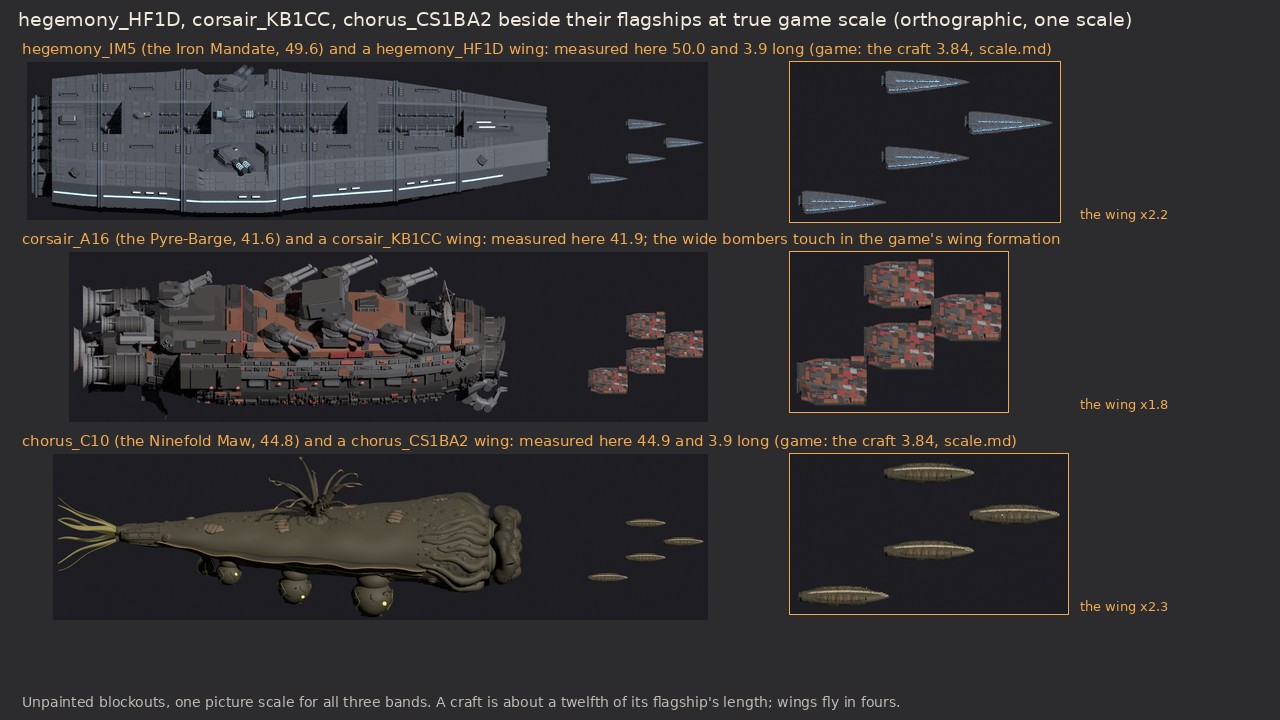 hegemony_HF1D, corsair_KB1CC, chorus_CS1BA2 beside their flagships at true game scale (orthographic, one scale)
hegemony_IM5 (the Iron Mandate, 49.6) and a hegemony_HF1D wing: measured here 50.0 and 3.9 long (game: the craft 3.84, scale.md)
the wing x2.2
corsair_A16 (the Pyre-Barge, 41.6) and a corsair_KB1CC wing: measured here 41.9; the wide bombers touch in the game's wing formation
the wing x1.8
chorus_C10 (the Ninefold Maw, 44.8) and a chorus_CS1BA2 wing: measured here 44.9 and 3.9 long (game: the craft 3.84, scale.md)
the wing x2.3
Unpainted blockouts, one picture scale for all three bands. A craft is about a twelfth of its flagship's length; wings fly in fours.